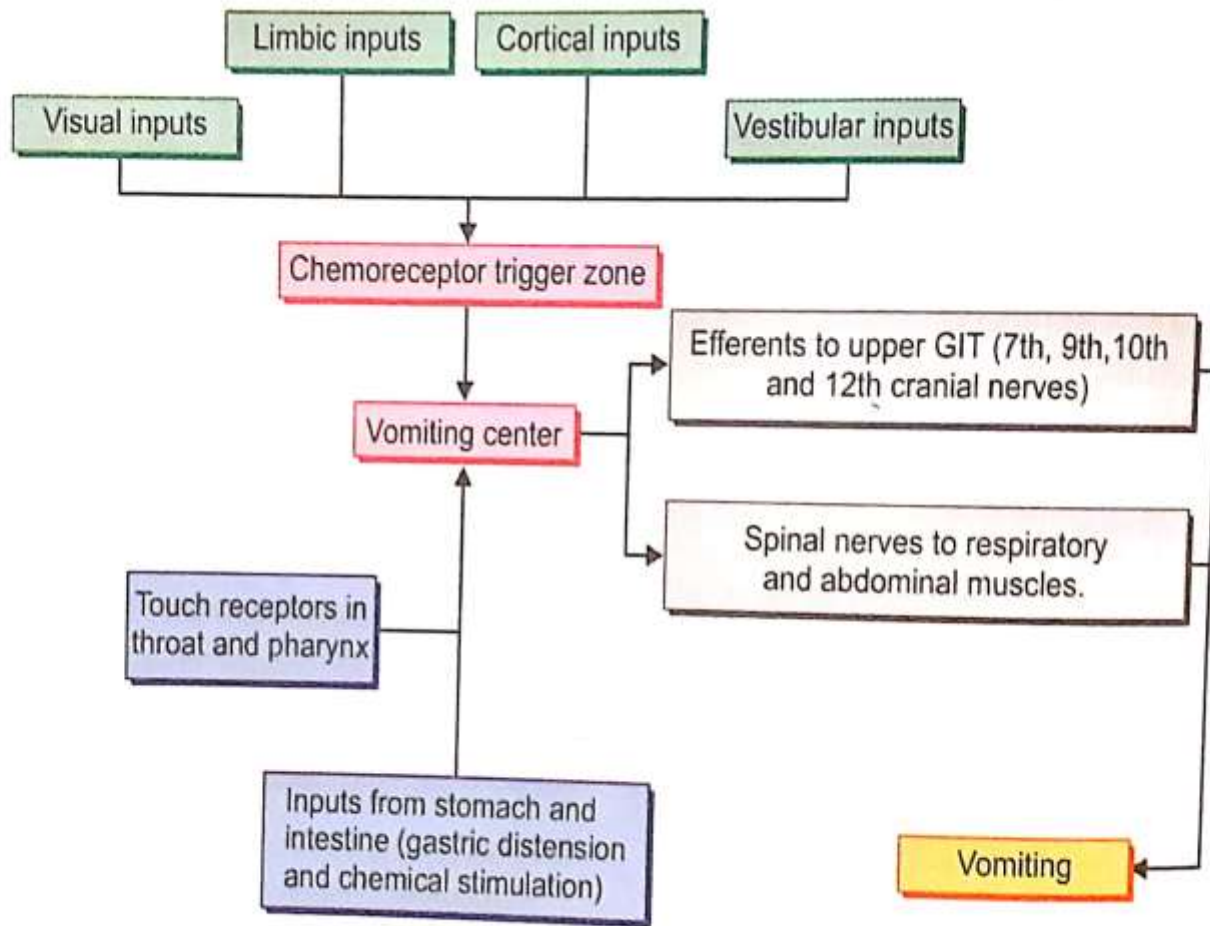 Limbic inputs
Cortical inputs
Visual inputs
Vestibular inputs
Chemoreceptor trigger zone
Efferents to upper GIT (7th, 9th,10th
and 12th cranial nerves)
Vomiting center
Spinal nerves to respiratory
and abdominal muscles.
Touch receptors in
throat and pharynx
Inputs from stomach and
intestine (gastric distension
and chemical stimulation)
Vomiting